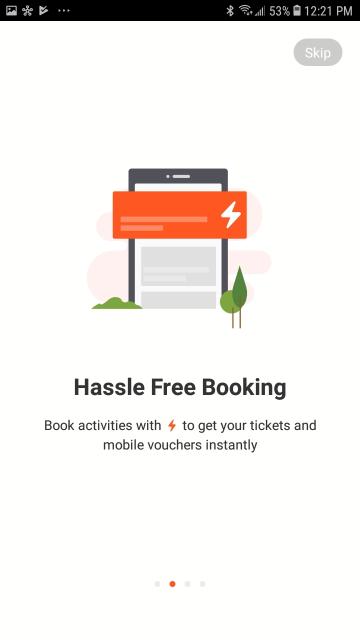 53% 12:21 PM
Skip
Hassle Free Booking
Book activities with to get your tickets and
mobile vouchers instantly